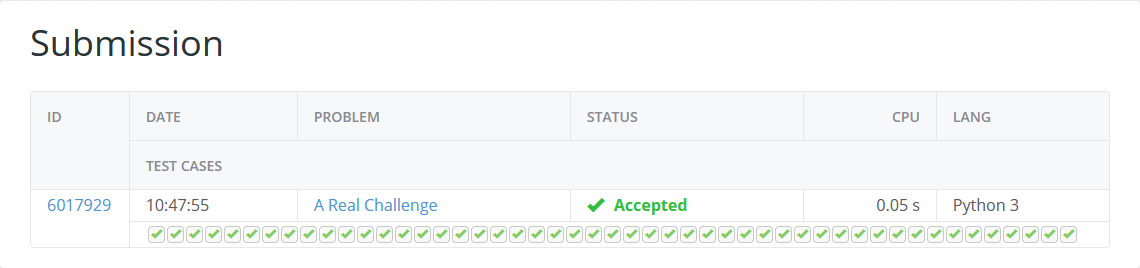 Submission
ID DATE PROBLEM STATUS CPU LANG
TEST CASES
6017929 10:47:55 A Real Challenge Accepted 0.05 s Python 3